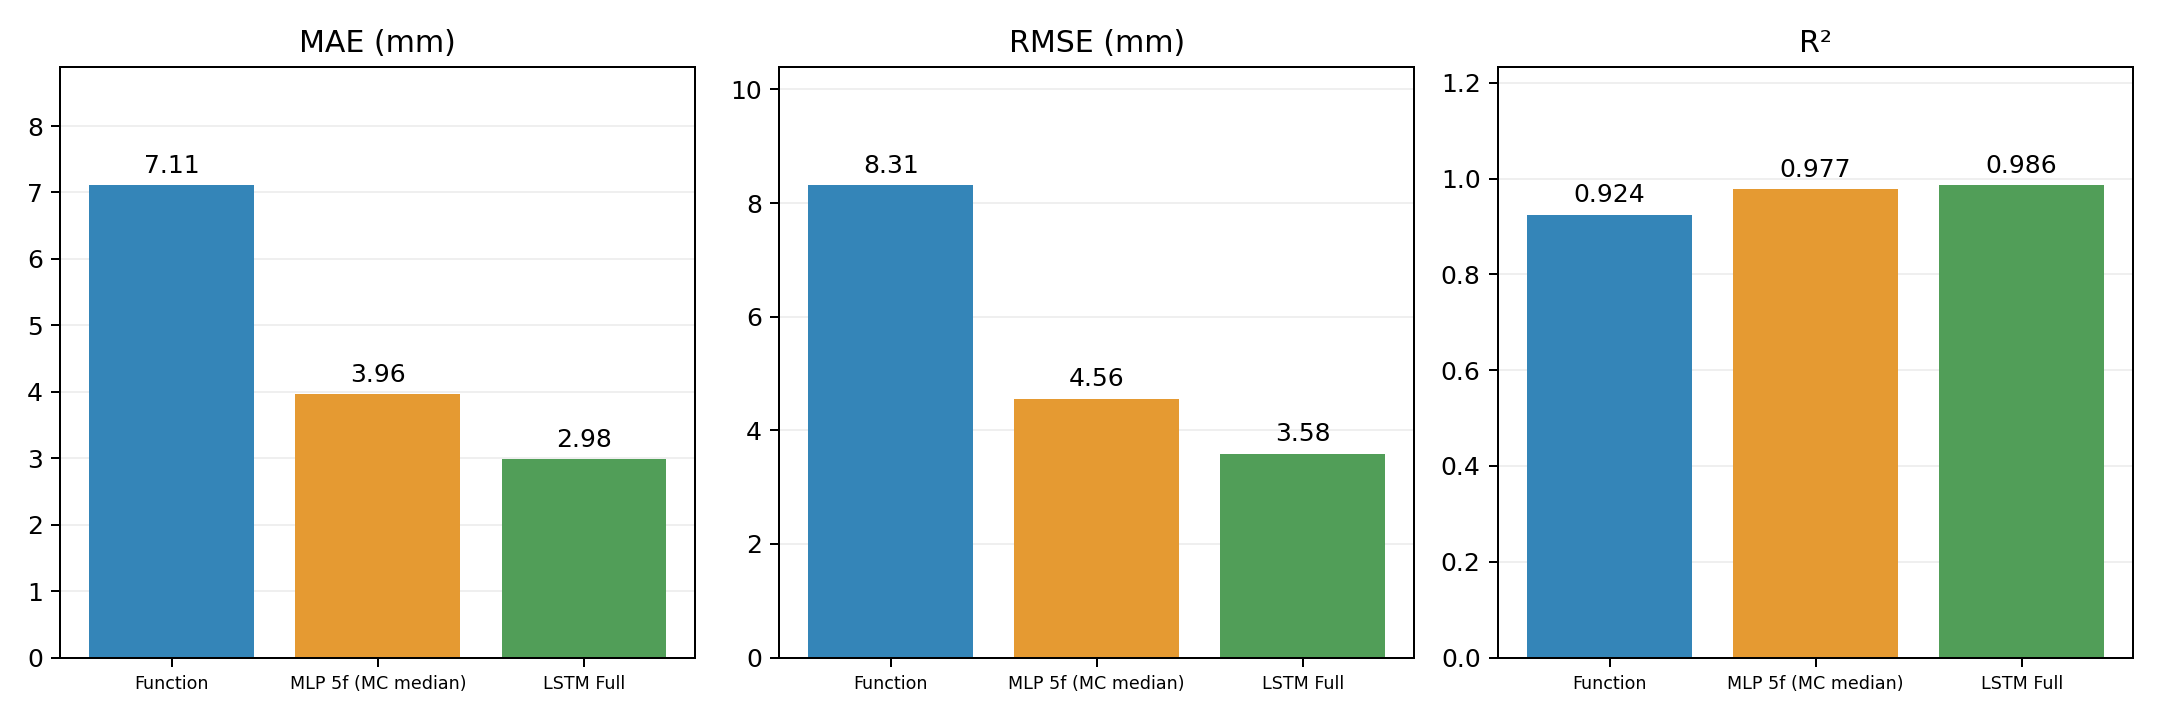 MAE (mm)
8
7
6
5
4
3
2
1
0
7.11
3.96
2.98
Function
MLP 5f (MC median)
LSTM Full
RMSE (mm)
10
8
6
4
2
0
8.31
4.56
3.58
Function
MLP 5f (MC median)
LSTM Full
R²
1.2
1.0
0.8
0.6
0.4
0.2
0.0
0.924
0.977
0.986
Function
MLP 5f (MC median)
LSTM Full